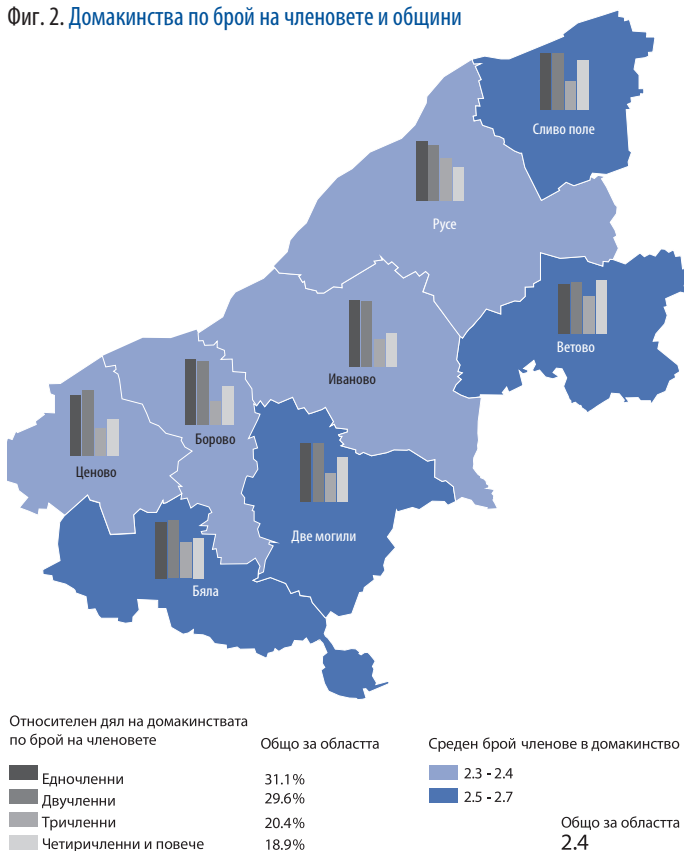 Фиг. 2. Домакинства по брой на членовете и общини
Сливо поле
Русе
Ветово
Иваново
Борово
Ценово
Две могили
Бяла
Относителен дял на домакинствата
по брой на членовете
Общо за областта
Едночленни 31.1%
Двучленни 29.6%
Тричленни 20.4%
Четиричленни и повече 18.9%
Среден брой членове в домакинство
2.3 - 2.4
2.5 - 2.7
Общо за областта
2.4